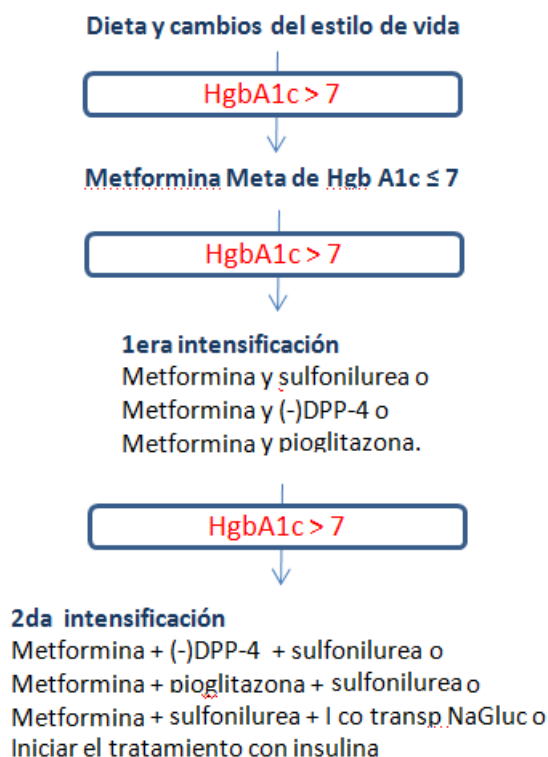 Dieta y cambios del estilo de vida
HgbA1c > 7
Metformina Meta de Hgb A1c ≤ 7
HgbA1c > 7
1era intensificación
Metformina y sulfonilurea o
Metformina y (-)DPP-4 o
Metformina y pioglitazona.
HgbA1c > 7
2da intensificación
Metformina + (-)DPP-4 + sulfonilurea o
Metformina + pioglitazona + sulfonilurea o
Metformina + sulfonilurea + I co transp NaGluc o
Iniciar el tratamiento con insulina